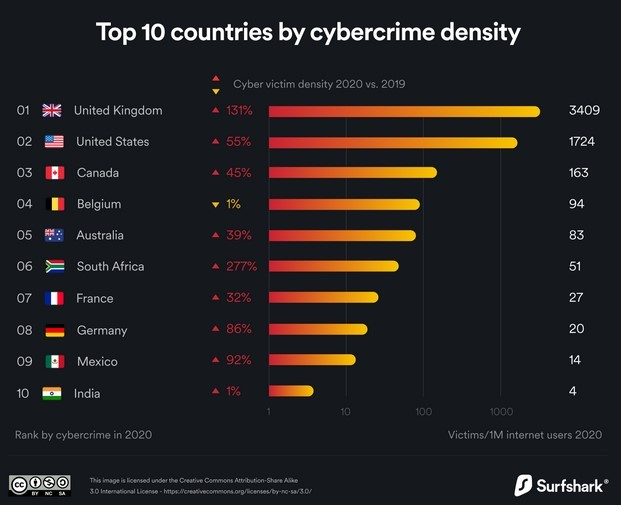 Top 10 countries by cybercrime density
Cyber victim density 2020 vs. 2019
01 United Kingdom 131% 3409
02 United States 55% 1724
03 Canada 45% 163
04 Belgium 1% 94
05 Australia 39% 83
06 South Africa 277% 51
07 France 32% 27
08 Germany 86% 20
09 Mexico 92% 14
10 India 1% 4
1 10 100 1000
Rank by cybercrime in 2020 Victims/1M internet users 2020
This image is licensed under the Creative Commons Attribution-Share Alike
3.0 International License - https://creativecommons.org/licenses/by-nc-sa/3.0/
cc BY NC SA
Surfshark®